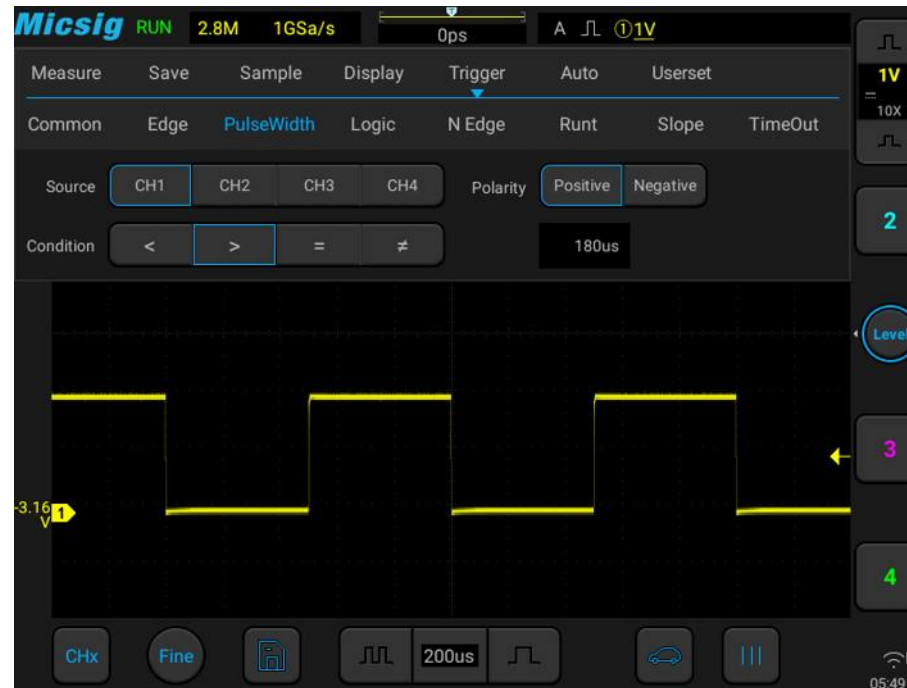 Micsig RUN 2.8M 1GSa/s 0ps A ①1V
Measure Save Sample Display Trigger Auto Userset
1V
10X
Common Edge PulseWidth Logic N Edge Runt Slope TimeOut
Source CH1 CH2 CH3 CH4 Polarity Positive Negative
2
Condition < > = ≠ 180us
Level
3
-3.16
V 1
4
CHx Fine 200us
05:49